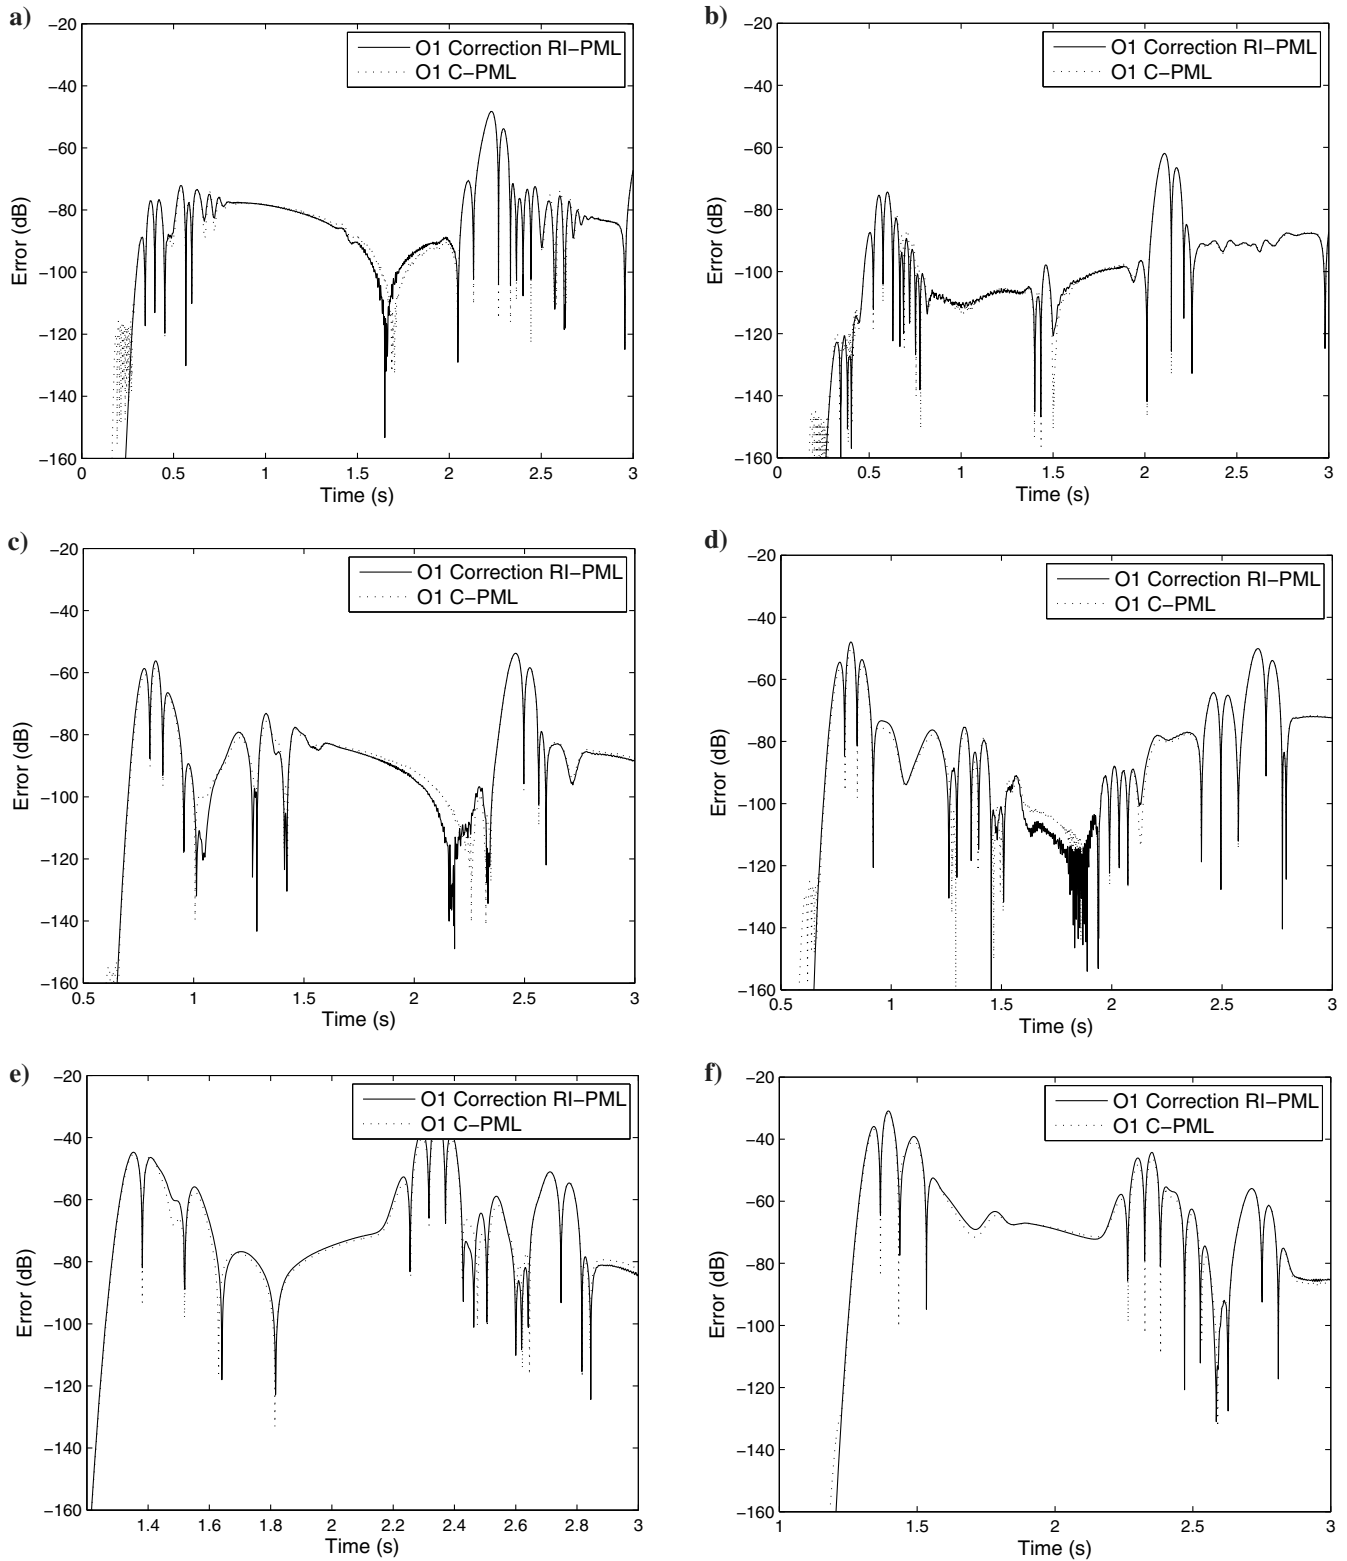 a)
−20
−40
−60
−80
−100
−120
−140
−160
Error (dB)
O1 Correction RI−PML
O1 C−PML
0 0.5 1 1.5 2 2.5 3
Time (s)
b)
−20
−40
−60
−80
−100
−120
−140
−160
Error (dB)
O1 Correction RI−PML
O1 C−PML
0 0.5 1 1.5 2 2.5 3
Time (s)
c)
−20
−40
−60
−80
−100
−120
−140
−160
Error (dB)
O1 Correction RI−PML
O1 C−PML
0.5 1 1.5 2 2.5 3
Time (s)
d)
−20
−40
−60
−80
−100
−120
−140
−160
Error (dB)
O1 Correction RI−PML
O1 C−PML
0.5 1 1.5 2 2.5 3
Time (s)
e)
−20
−40
−60
−80
−100
−120
−140
−160
Error (dB)
O1 Correction RI−PML
O1 C−PML
1.4 1.6 1.8 2 2.2 2.4 2.6 2.8 3
Time (s)
f)
−20
−40
−60
−80
−100
−120
−140
−160
Error (dB)
O1 Correction RI−PML
O1 C−PML
1 1.5 2 2.5 3
Time (s)